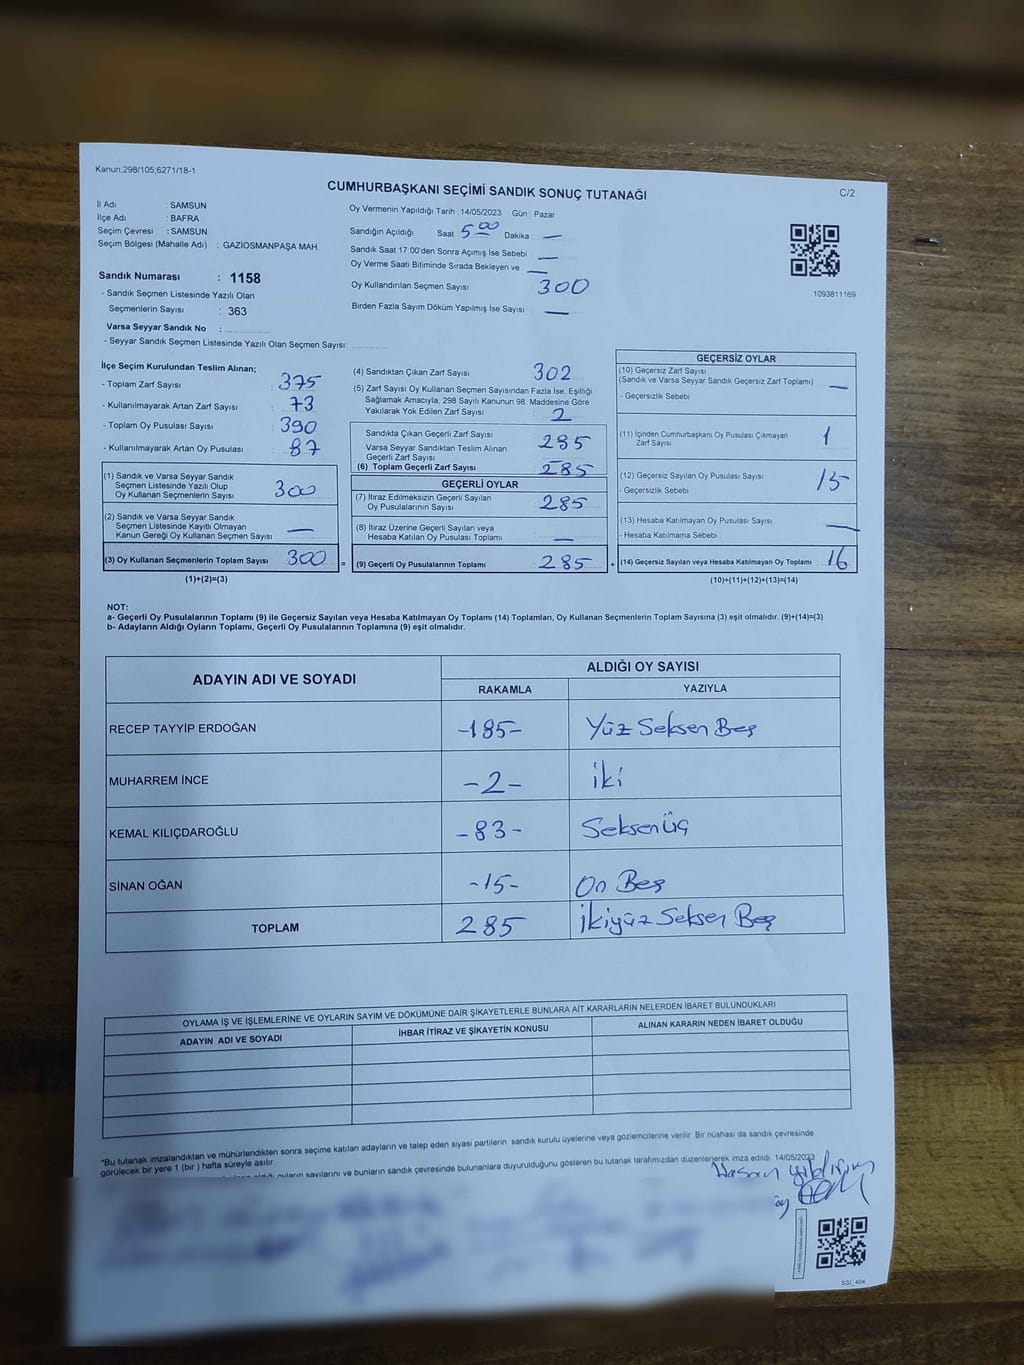 Kanun:298/105;6271/18-1
CUMHURBAŞKANI SEÇİMİ SANDIK SONUÇ TUTANAĞI
C/2
İl Adı : SAMSUN
İlçe Adı : BAFRA
Seçim Çevresi : SAMSUN
Seçim Bölgesi (Mahalle Adı) : GAZİOSMANPAŞA MAH.
Sandık Numarası : 1158
- Sandık Seçmen Listesinde Yazılı Olan
Seçmenlerin Sayısı : 363
Varsa Seyyar Sandık No :
- Seyyar Sandık Seçmen Listesinde Yazılı Olan Seçmen Sayısı:
Oy Vermenin Yapıldığı Tarih :14/05/2023 Gün : Pazar
Sandığın Açıldığı Saat 5.00 Dakika: —
Sandık Saat 17:00'den Sonra Açımış İse Sebebi : —
Oy Verme Saati Bitiminde Sırada Bekleyen ve —
Oy Kullandırılan Seçmen Sayısı 300
Birden Fazla Sayım Döküm Yapılmış İse Sayısı : —
1093811169
İlçe Seçim Kurulundan Teslim Alınan;
- Toplam Zarf Sayısı : 375
- Kullanılmayarak Artan Zarf Sayısı : 73
- Toplam Oy Pusulası Sayısı : 390
- Kullanılmayarak Artan Oy Pusulası : 87
(1) Sandık ve Varsa Seyyar Sandık
Seçmen Listesinde Yazılı Olup
Oy Kullanan Seçmenlerin Sayısı : 300
(2) Sandık ve Varsa Seyyar Sandık
Seçmen Listesinde Kayıtlı Olmayan
Kanun Gereği Oy Kullanan Seçmen Sayısı : —
(3) Oy Kullanan Seçmenlerin Toplam Sayısı : 300 =
(1)+(2)=(3)
(4) Sandıktan Çıkan Zarf Sayısı 302
(5) Zarf Sayısı Oy Kullanan Seçmen Sayısından Fazla İse, Eşitliği
Sağlamak Amacıyla, 298 Sayılı Kanunun 98. Maddesine Göre
Yakılarak Yok Edilen Zarf Sayısı : 2
Sandıkta Çıkan Geçerli Zarf Sayısı : 285
Varsa Seyyar Sandıktan Teslim Alınan
Geçerli Zarf Sayısı
(6) Toplam Geçerli Zarf Sayısı : 285
GEÇERLİ OYLAR
(7) İtiraz Edilmeksizin Geçerli Sayılan
Oy Pusulalarının Sayısı : 285
(8) İtiraz Üzerine Geçerli Sayılan veya
Hesaba Katılan Oy Pusulası Toplamı : —
(9) Geçerli Oy Pusulalarının Toplamı : 285 +
GEÇERSİZ OYLAR
(10) Geçersiz Zarf Sayısı
(Sandık ve Varsa Seyyar Sandık Geçersiz Zarf Toplamı) : —
- Geçersizlik Sebebi
(11) İçinden Cumhurbaşkanı Oy Pusulası Çıkmayan
Zarf Sayısı 1
(12) Geçersiz Sayılan Oy Pusulası Sayısı : 15
- Geçersizlik Sebebi
(13) Hesaba Katılmayan Oy Pusulası Sayısı : —
- Hesaba Katılmama Sebebi
(14) Geçersiz Sayılan veya Hesaba Katılmayan Oy Toplamı : 16
(10)+(11)+(12)+(13)=(14)
NOT:
a- Geçerli Oy Pusulalarının Toplamı (9) ile Geçersiz Sayılan veya Hesaba Katılmayan Oy Toplamı (14) Toplamları, Oy Kullanan Seçmenlerin Toplam Sayısına (3) eşit olmalıdır. (9)+(14)=(3)
b- Adayların Aldığı Oyların Toplamı, Geçerli Oy Pusulalarının Toplamına (9) eşit olmalıdır.
ADAYIN ADI VE SOYADI ALDIĞI OY SAYISI
RAKAMLA YAZIYLA
RECEP TAYYİP ERDOĞAN -185- Yüz Seksen Beş
MUHARREM İNCE -2- iki
KEMAL KILIÇDAROĞLU -83- Seksen üç
SİNAN OĞAN -15- On Beş
TOPLAM 285 İkiyüz Seksen Beş
OYLAMA İŞ VE İŞLEMLERİNE VE OYLARIN SAYIM VE DÖKÜMÜNE DAİR ŞİKAYETLERLE BUNLARA AİT KARARLARIN NELERDEN İBARET BULUNDUKLARI
ADAYIN ADI VE SOYADI İHBAR İTİRAZ VE ŞİKAYETİN KONUSU ALINAN KARARIN NEDEN İBARET OLDUĞU
*Bu tutanak imzalandıktan ve mühürlendikten sonra seçime katılan adayların ve talep eden siyasi partilerin sandık kurulu üyelerine veya gözlemcilerine verilir. Bir nüshası da sandık çevresinde
görülecek bir yere 1 (bir) hafta süreyle asılır.
oyların sayılarını ve bunların sandık çevresinde bulunanlara duyurulduğunu gösteren bu tutanak tarafımızdan düzenlenerek imza edildi. 14/05/2023
Hasan Yıldırım
SSİ_404